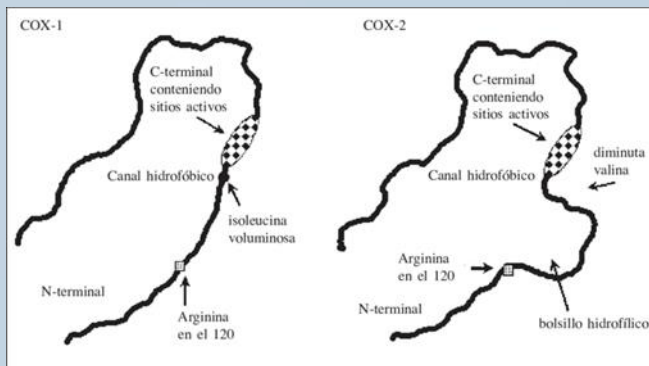 COX-1
C-terminal
conteniendo
sitios activos
Canal hidrofóbico
isoleucina
voluminosa
N-terminal
Arginina
en el 120
COX-2
C-terminal
conteniendo
sitios activos
diminuta
valina
Canal hidrofóbico
Arginina
en el 120
N-terminal
bolsillo hidrofílico